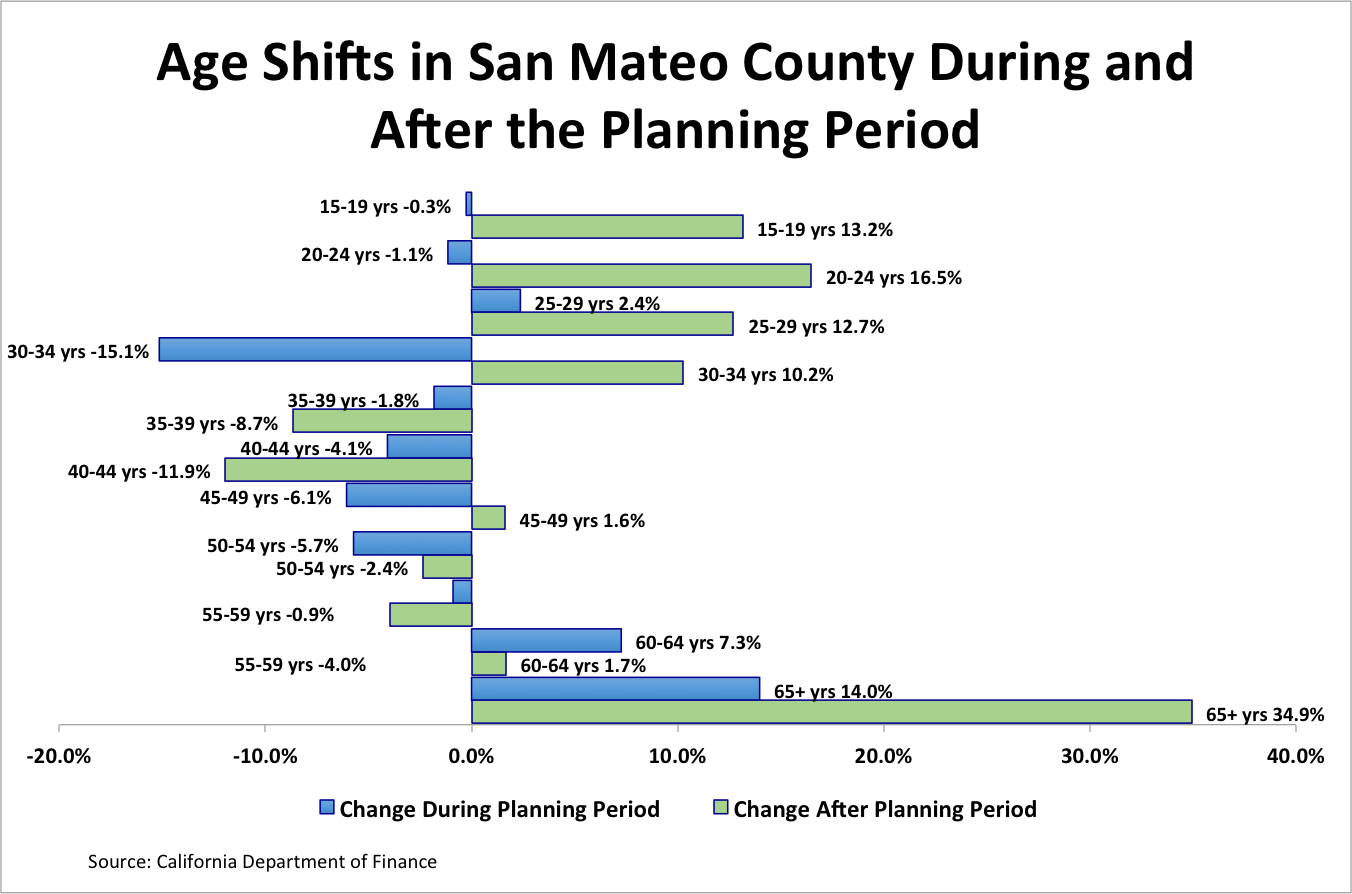 Age Shifts in San Mateo County During and
After the Planning Period
15-19 yrs -0.3%
15-19 yrs 13.2%
20-24 yrs -1.1%
20-24 yrs 16.5%
25-29 yrs 2.4%
25-29 yrs 12.7%
30-34 yrs -15.1%
30-34 yrs 10.2%
35-39 yrs -1.8%
35-39 yrs -8.7%
40-44 yrs -4.1%
40-44 yrs -11.9%
45-49 yrs -6.1%
45-49 yrs 1.6%
50-54 yrs -5.7%
50-54 yrs -2.4%
55-59 yrs -0.9%
60-64 yrs 7.3%
55-59 yrs -4.0%
60-64 yrs 1.7%
65+ yrs 14.0%
65+ yrs 34.9%
-20.0% -10.0% 0.0% 10.0% 20.0% 30.0% 40.0%
Change During Planning Period Change After Planning Period
Source: California Department of Finance